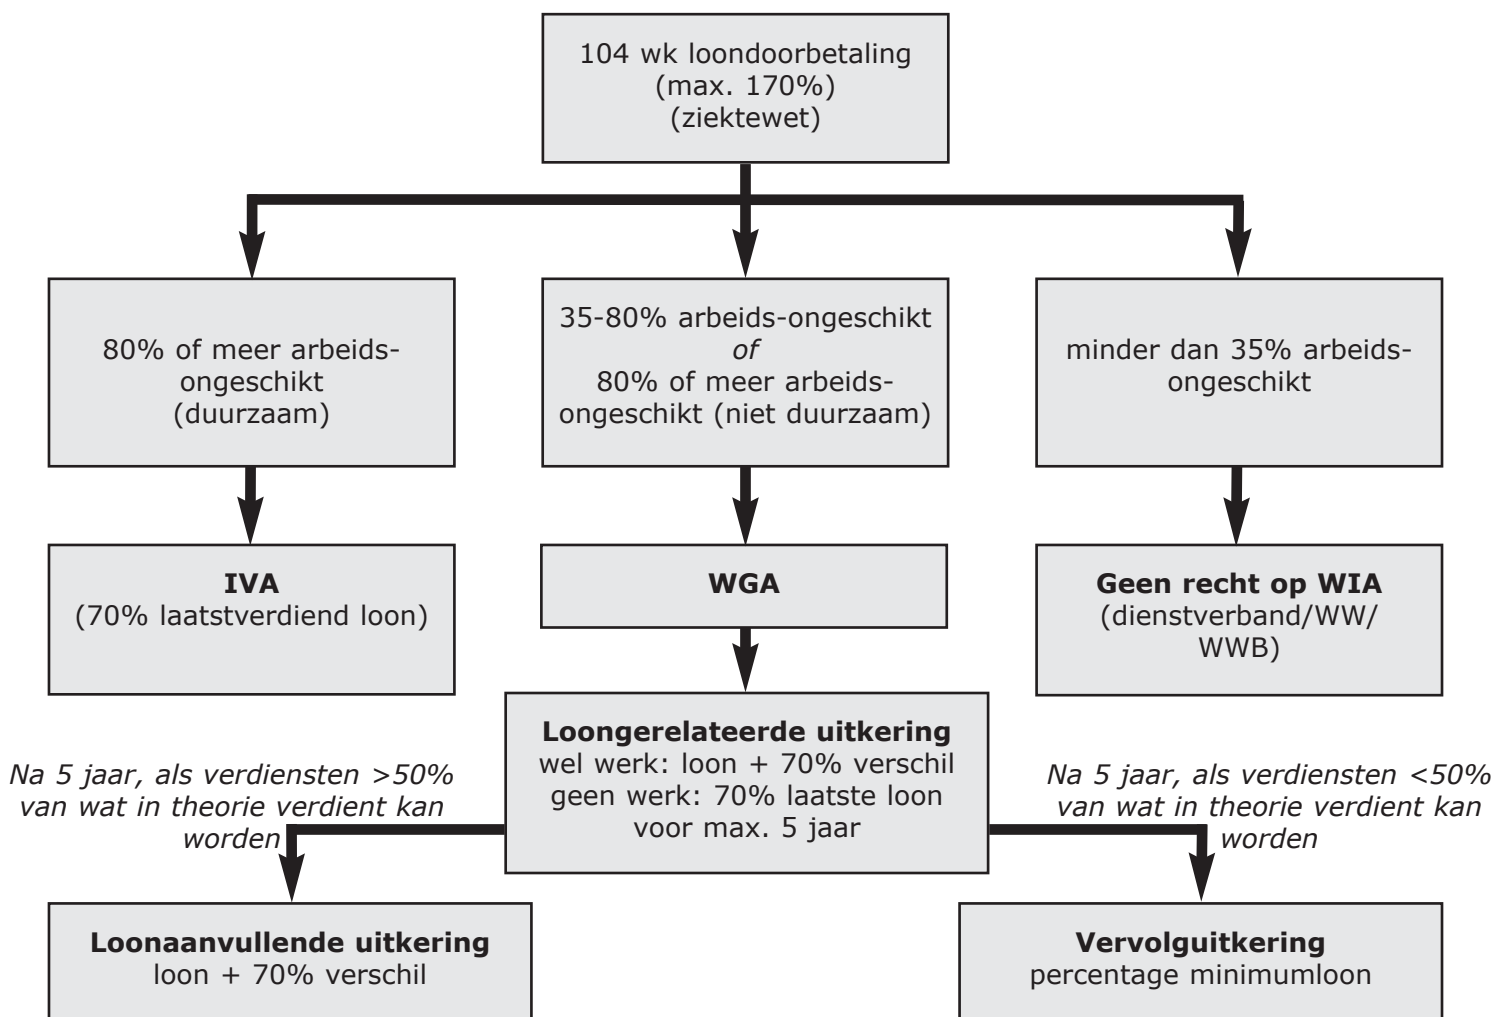 104 wk loondoorbetaling
(max. 170%)
(ziektewet)
80% of meer arbeids-
ongeschikt
(duurzaam)
35-80% arbeids-ongeschikt
of
80% of meer arbeids-
ongeschikt (niet duurzaam)
minder dan 35% arbeids-
ongeschikt
IVA
(70% laatstverdiend loon)
WGA
Geen recht op WIA
(dienstverband/WW/
WWB)
Loongerelateerde uitkering
wel werk: loon + 70% verschil
geen werk: 70% laatste loon
voor max. 5 jaar
Na 5 jaar, als verdiensten >50%
van wat in theorie verdient kan
worden
Na 5 jaar, als verdiensten <50%
van wat in theorie verdient kan
worden
Loonaanvullende uitkering
loon + 70% verschil
Vervolguitkering
percentage minimumloon